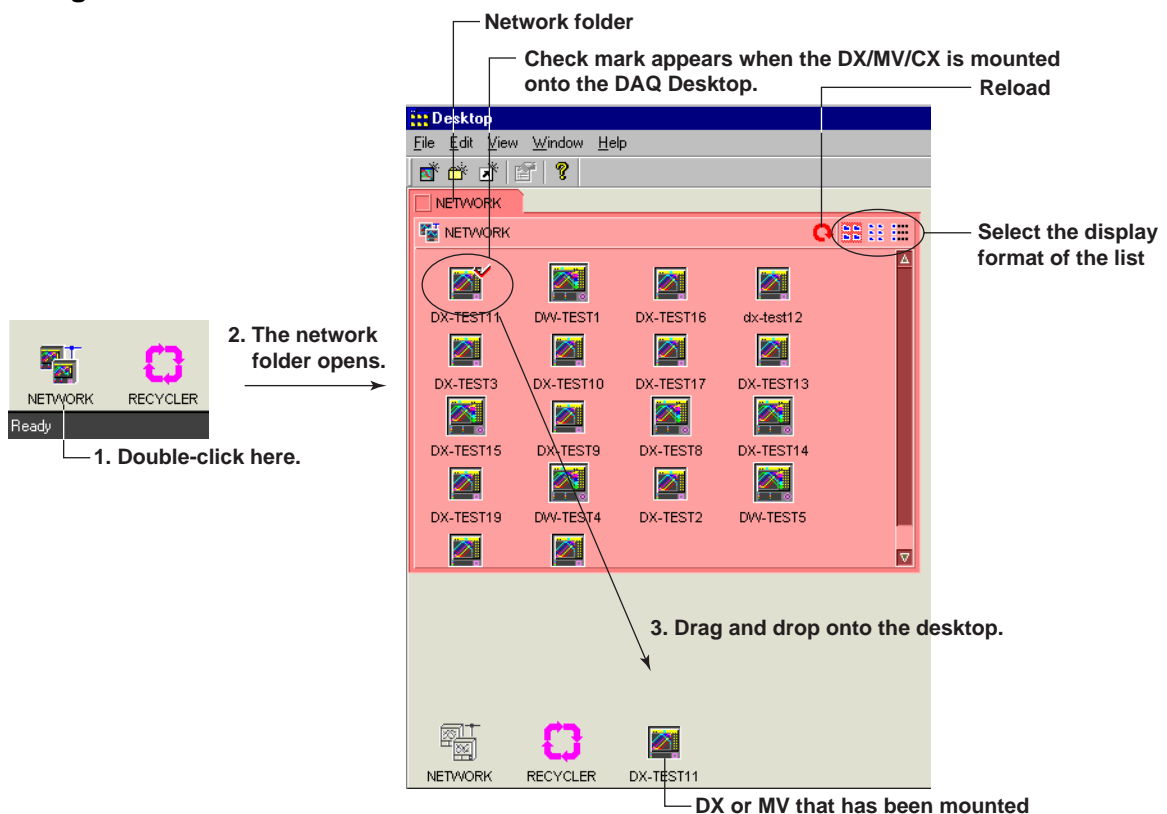 Network folder
Check mark appears when the DX/MV/CX is mounted
onto the DAQ Desktop.
Reload
Desktop
File Edit View Window Help
NETWORK
NETWORK
Select the display
format of the list
DX-TEST11 DW-TEST1 DX-TEST16 dx-test12
DX-TEST3 DX-TEST10 DX-TEST17 DX-TEST13
DX-TEST15 DX-TEST9 DX-TEST8 DX-TEST14
DX-TEST19 DW-TEST4 DX-TEST2 DW-TEST5
2. The network
folder opens.
NETWORK RECYCLER
Ready
1. Double-click here.
3. Drag and drop onto the desktop.
NETWORK RECYCLER DX-TEST11
DX or MV that has been mounted